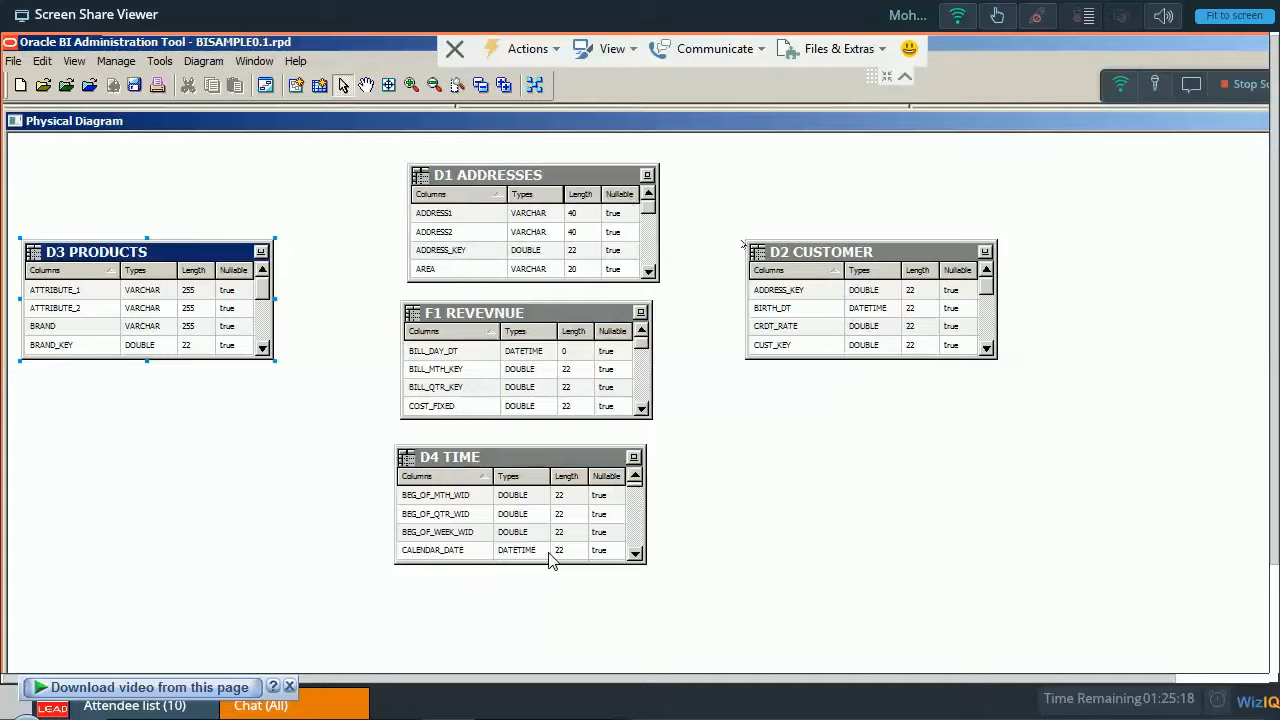 Screen Share Viewer
Moh...
Fit to screen
Oracle BI Administration Tool - BISAMPLE0.1.rpd
Actions
View
Communicate
Files & Extras
File Edit View Manage Tools Diagram Window Help
Stop Sc
Physical Diagram
D1 ADDRESSES
Columns Types Length Nullable
ADDRESS1 VARCHAR 40 true
ADDRESS2 VARCHAR 40 true
ADDRESS_KEY DOUBLE 22 true
AREA VARCHAR 20 true
D3 PRODUCTS
Columns Types Length Nullable
ATTRIBUTE_1 VARCHAR 255 true
ATTRIBUTE_2 VARCHAR 255 true
BRAND VARCHAR 255 true
BRAND_KEY DOUBLE 22 true
D2 CUSTOMER
Columns Types Length Nullable
ADDRESS_KEY DOUBLE 22 true
BIRTH_DT DATETIME 22 true
CRDT_RATE DOUBLE 22 true
CUST_KEY DOUBLE 22 true
F1 REVEVNUE
Columns Types Length Nullable
BILL_DAY_DT DATETIME 0 true
BILL_MTH_KEY DOUBLE 22 true
BILL_QTR_KEY DOUBLE 22 true
COST_FIXED DOUBLE 22 true
D4 TIME
Columns Types Length Nullable
BEG_OF_MTH_WID DOUBLE 22 true
BEG_OF_QTR_WID DOUBLE 22 true
BEG_OF_WEEK_WID DOUBLE 22 true
CALENDAR_DATE DATETIME 22 true
Download video from this page ? X
LEAD
Attendee list (10)
Chat (All)
Time Remaining 01:25:18
WizIQ